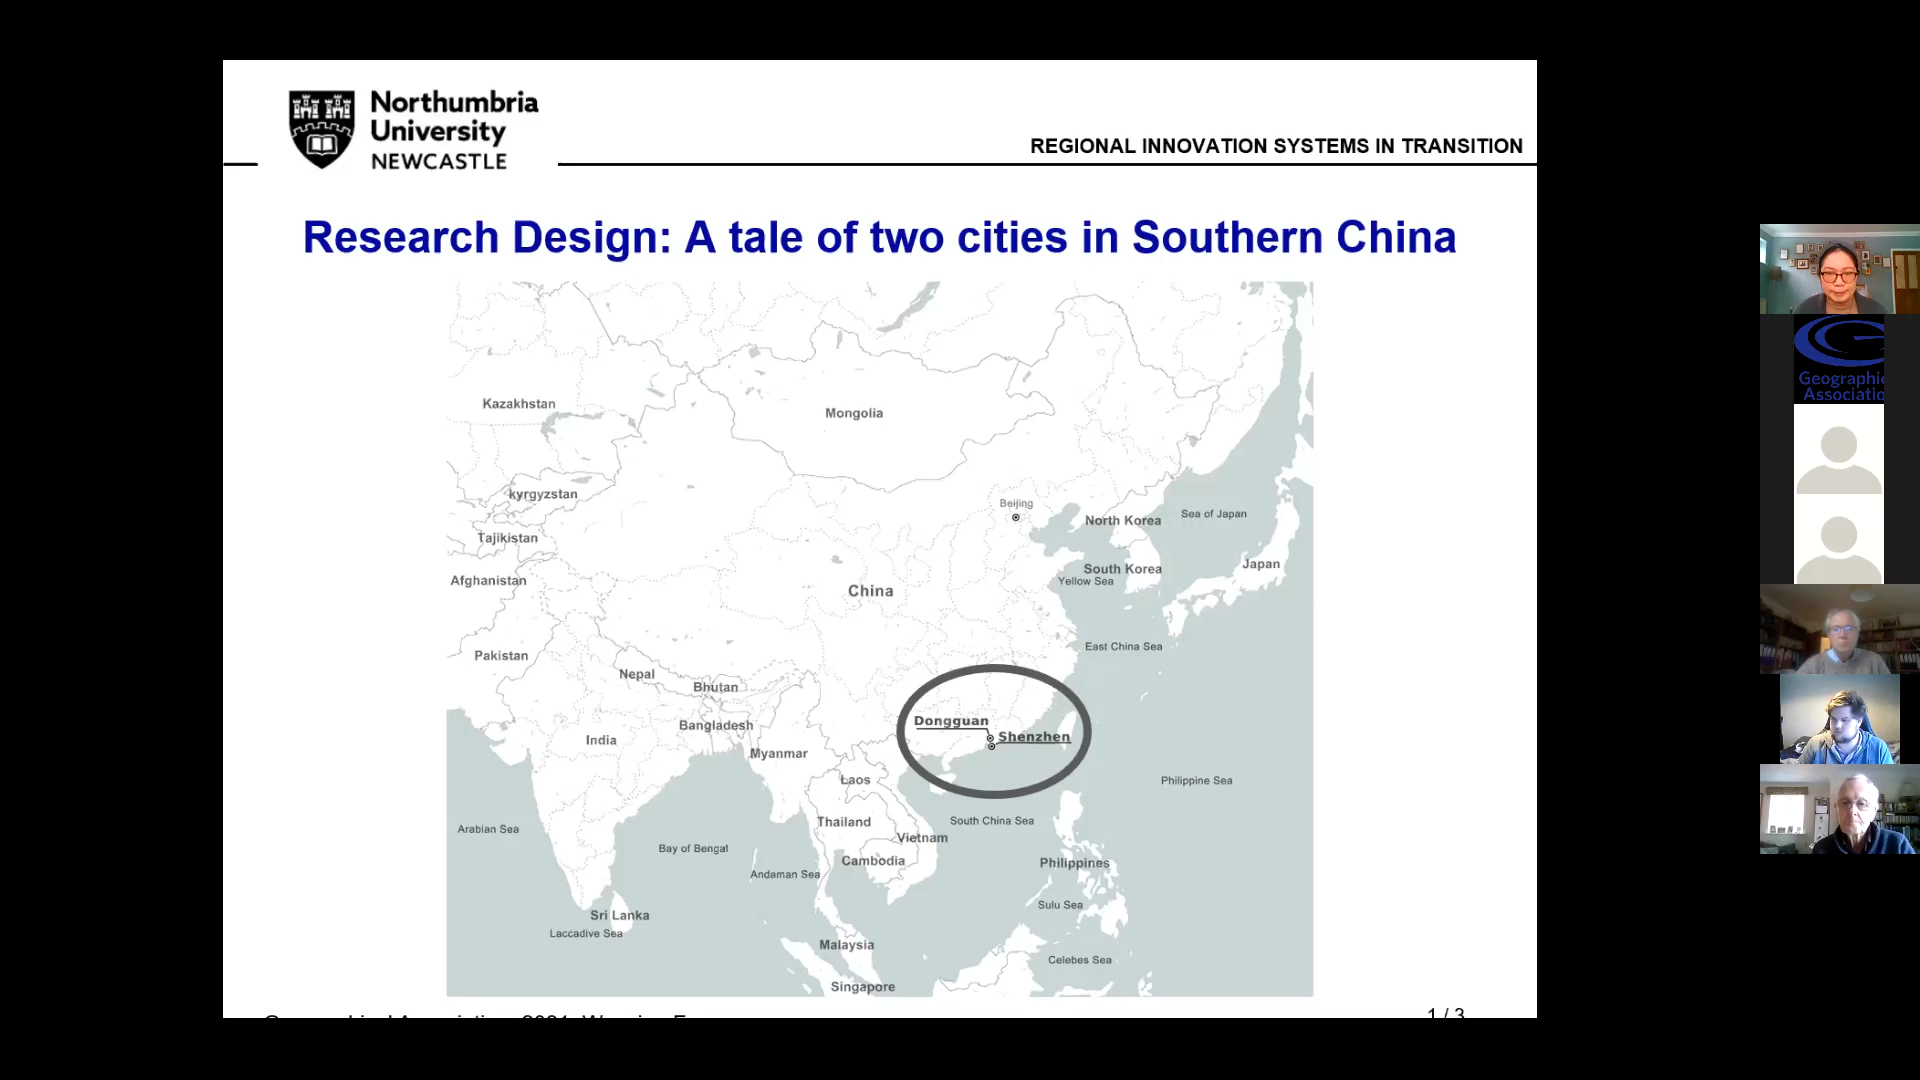 Northumbria
University
NEWCASTLE
REGIONAL INNOVATION SYSTEMS IN TRANSITION
Research Design: A tale of two cities in Southern China
Kazakhstan
Mongolia
kyrgyzstan
Beijing
North Korea
Sea of Japan
Tajikistan
Afghanistan
South Korea
Japan
Yellow Sea
China
East China Sea
Pakistan
Nepal
Bhutan
Bangladesh
India
Myanmar
Dongguan
Shenzhen
Laos
Philippine Sea
Arabian Sea
Thailand
South China Sea
Vietnam
Bay of Bengal
Cambodia
Philippines
Andaman Sea
Sulu Sea
Sri Lanka
Laccadive Sea
Malaysia
Celebes Sea
Singapore
1 / 3
Geographic
Associatio